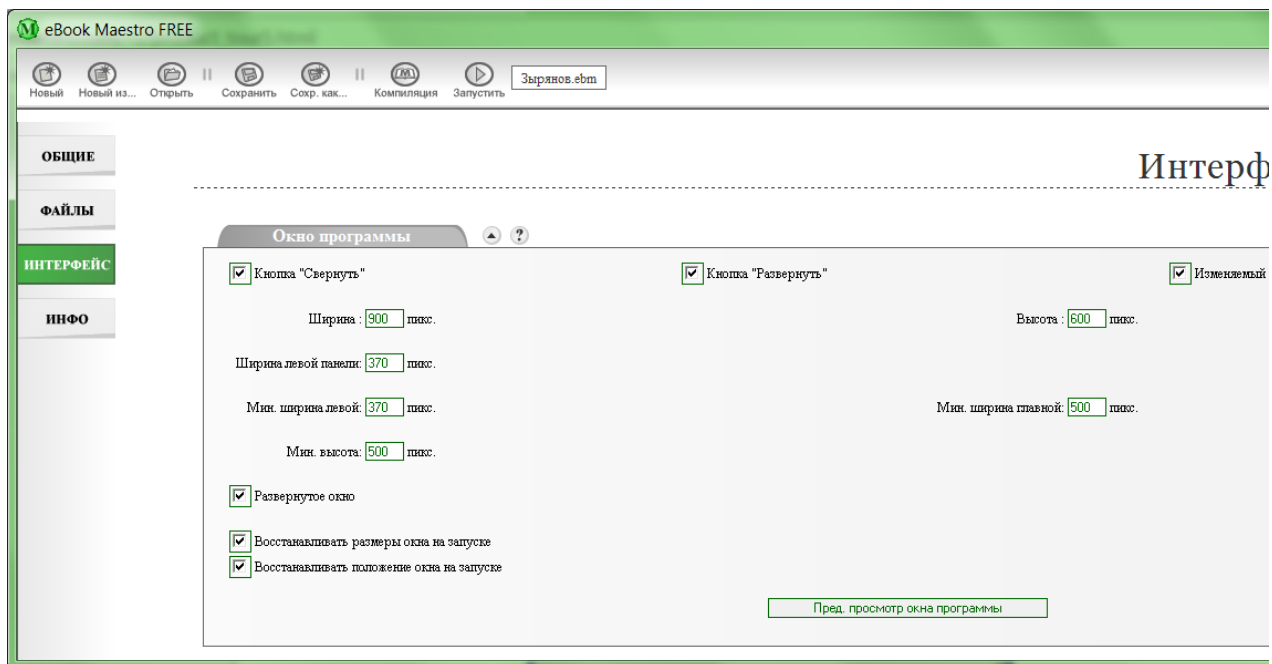 eBook Maestro FREE
Новый Новый из... Открыть Сохранить Сохр. как... Компиляция Запустить Зырянов.ebm
ОБЩИЕ
Интерф
ФАЙЛЫ
Окно программы
ИНТЕРФЕЙС
Кнопка "Свернуть" Кнопка "Развернуть" Изменяемый
ИНФО
Ширина : 900 пикс. Высота : 600 пикс.
Ширина левой панели: 370 пикс.
Мин. ширина левой: 370 пикс. Мин. ширина главной: 500 пикс.
Мин. высота: 500 пикс.
Развернутое окно
Восстанавливать размеры окна на запуске
Восстанавливать положение окна на запуске
Пред. просмотр окна программы